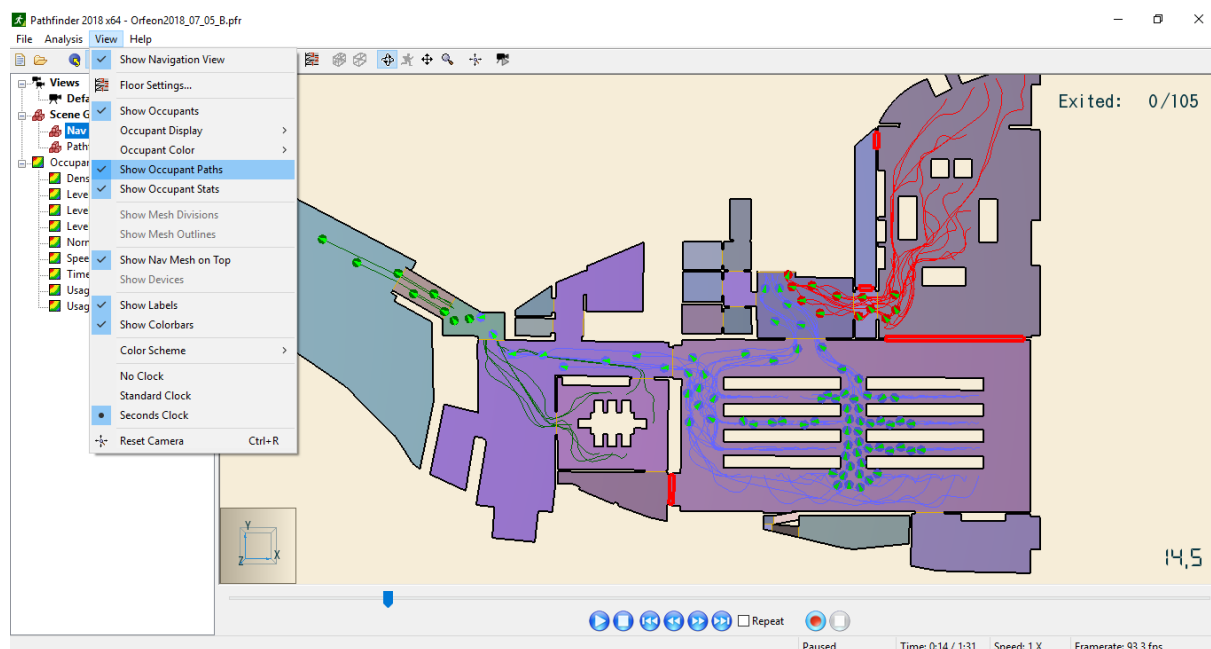 Pathfinder 2018 x64 - Orfeon2018_07_05_B.pfr
File Analysis View Help
Show Navigation View
Floor Settings...
Show Occupants
Occupant Display
Occupant Color
Show Occupant Paths
Show Occupant Stats
Show Mesh Divisions
Show Mesh Outlines
Show Nav Mesh on Top
Show Devices
Show Labels
Show Colorbars
Color Scheme
No Clock
Standard Clock
Seconds Clock
Reset Camera Ctrl+R
Views
Defa
Scene G
Nav
Path
Occupar
Dens
Leve
Leve
Leve
Norr
Spee
Time
Usag
Usag
Exited: 0/105
Y
Z X
14,5
Repeat
Paused Time: 0:14 / 1:31 Speed: 1 X Framerate: 93.3 fps